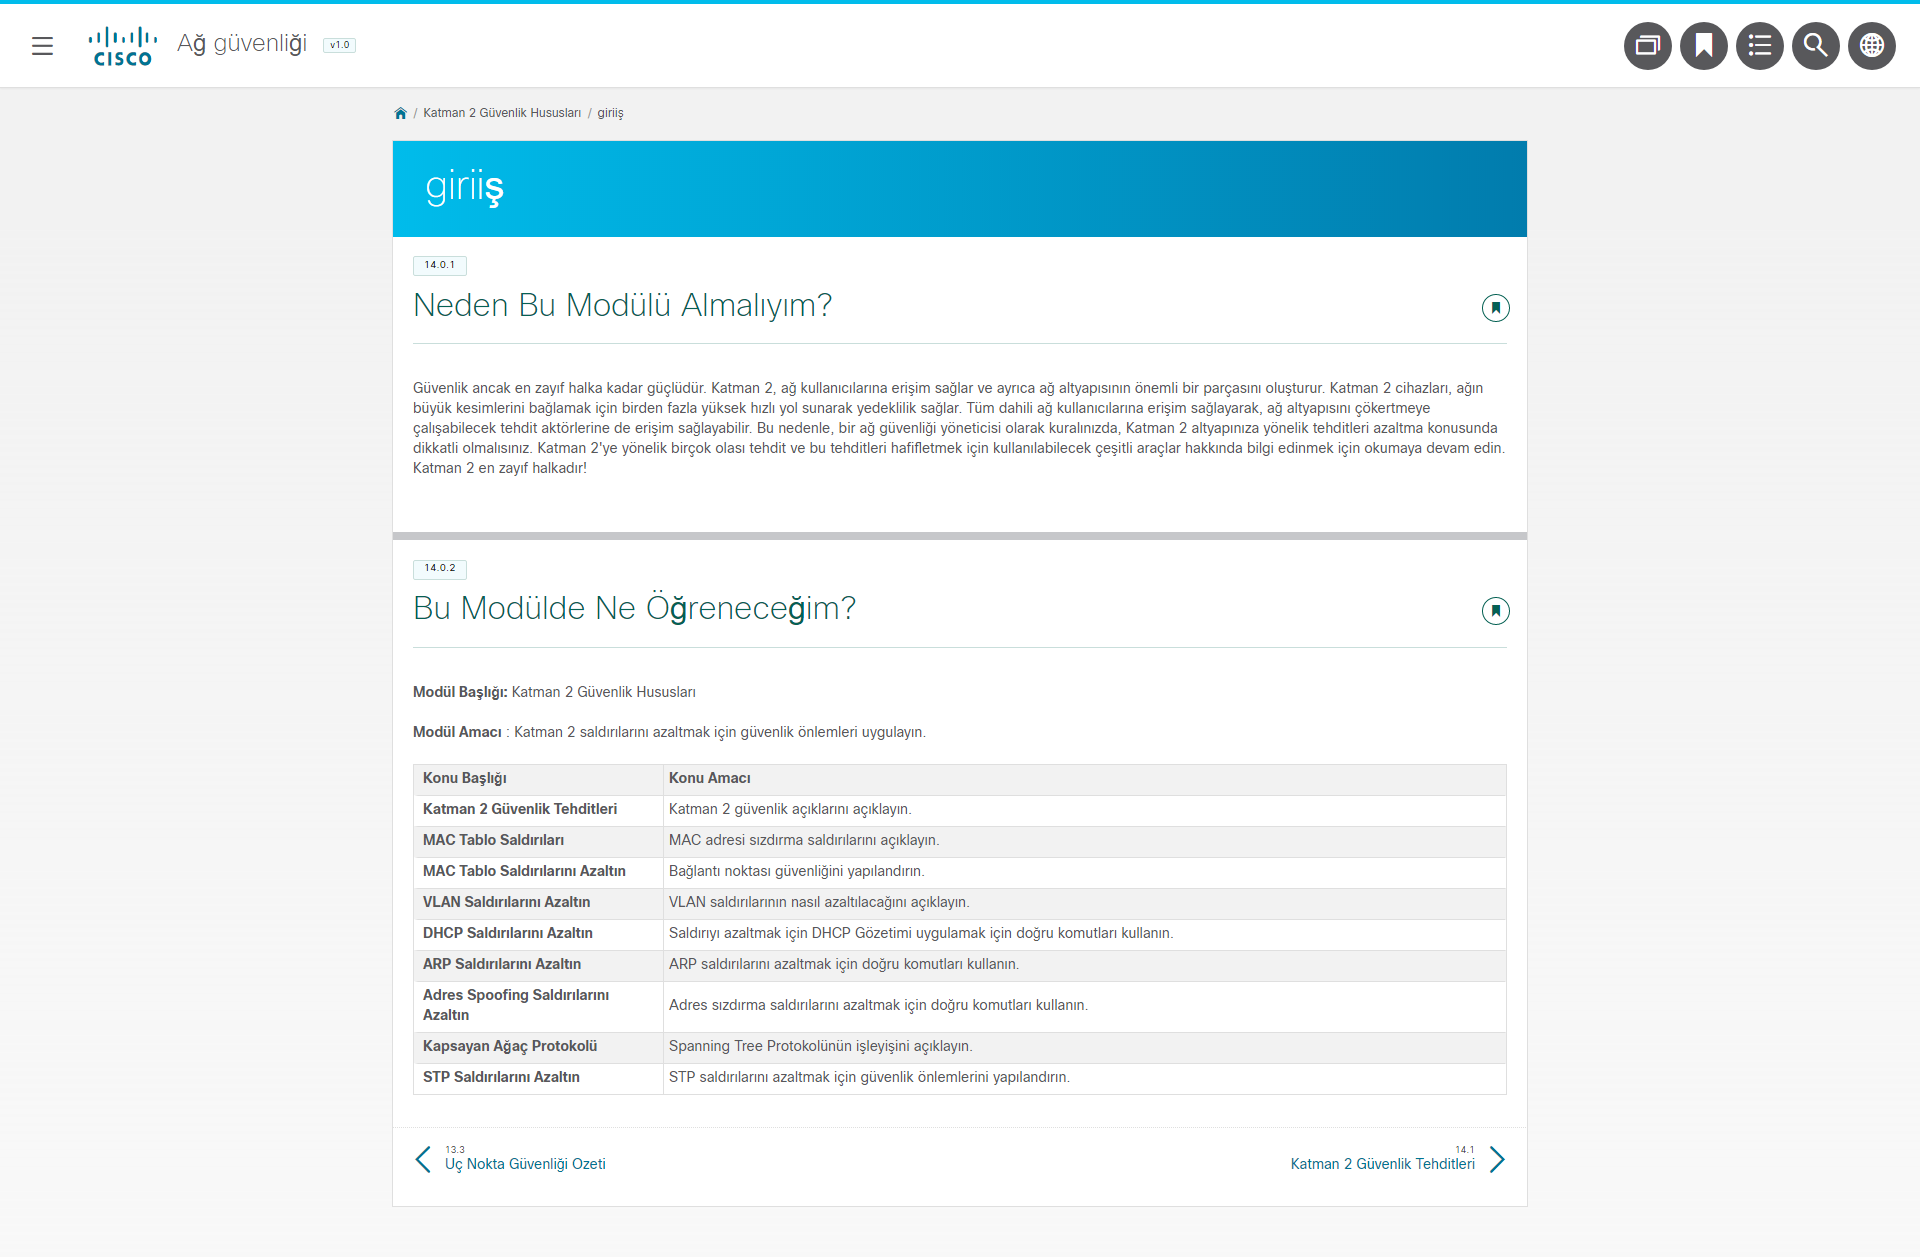 CISCO
Ağ güvenliği v1.0
/ Katman 2 Güvenlik Hususları / giriiş
giriiş
14.0.1
Neden Bu Modülü Almalıyım?
Güvenlik ancak en zayıf halka kadar güçlüdür. Katman 2, ağ kullanıcılarına erişim sağlar ve ayrıca ağ altyapısının önemli bir parçasını oluşturur. Katman 2 cihazları, ağın
büyük kesimlerini bağlamak için birden fazla yüksek hızlı yol sunarak yedeklilik sağlar. Tüm dahili ağ kullanıcılarına erişim sağlayarak, ağ altyapısını çökertmeye
çalışabilecek tehdit aktörlerine de erişim sağlayabilir. Bu nedenle, bir ağ güvenliği yöneticisi olarak kuralınızda, Katman 2 altyapınıza yönelik tehditleri azaltma konusunda
dikkatli olmalısınız. Katman 2'ye yönelik birçok olası tehdit ve bu tehditleri hafifletmek için kullanılabilecek çeşitli araçlar hakkında bilgi edinmek için okumaya devam edin.
Katman 2 en zayıf halkadır!
14.0.2
Bu Modülde Ne Öğreneceğim?
Modül Başlığı: Katman 2 Güvenlik Hususları
Modül Amacı : Katman 2 saldırılarını azaltmak için güvenlik önlemleri uygulayın.
Konu Başlığı Konu Amacı
Katman 2 Güvenlik Tehditleri Katman 2 güvenlik açıklarını açıklayın.
MAC Tablo Saldırıları MAC adresi sızdırma saldırılarını açıklayın.
MAC Tablo Saldırılarını Azaltın Bağlantı noktası güvenliğini yapılandırın.
VLAN Saldırılarını Azaltın VLAN saldırılarının nasıl azaltılacağını açıklayın.
DHCP Saldırılarını Azaltın Saldırıyı azaltmak için DHCP Gözetimi uygulamak için doğru komutları kullanın.
ARP Saldırılarını Azaltın ARP saldırılarını azaltmak için doğru komutları kullanın.
Adres Spoofing Saldırılarını
Azaltın Adres sızdırma saldırılarını azaltmak için doğru komutları kullanın.
Kapsayan Ağaç Protokolü Spanning Tree Protokolünün işleyişini açıklayın.
STP Saldırılarını Azaltın STP saldırılarını azaltmak için güvenlik önlemlerini yapılandırın.
13.3
Uç Nokta Güvenliği Özeti
14.1
Katman 2 Güvenlik Tehditleri